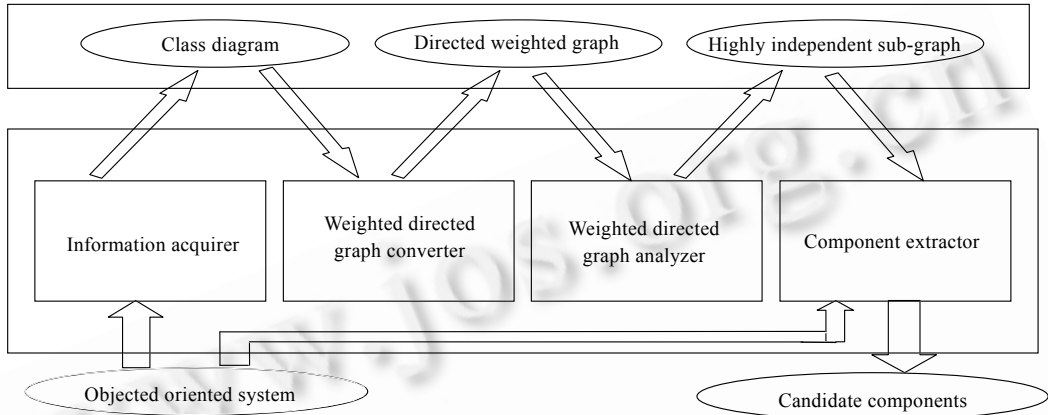 Class diagram
Directed weighted graph
Highly independent sub-graph
Information acquirer
Weighted directed
graph converter
Weighted directed
graph analyzer
Component extractor
Objected oriented system
Candidate components
www.jos.org.cn